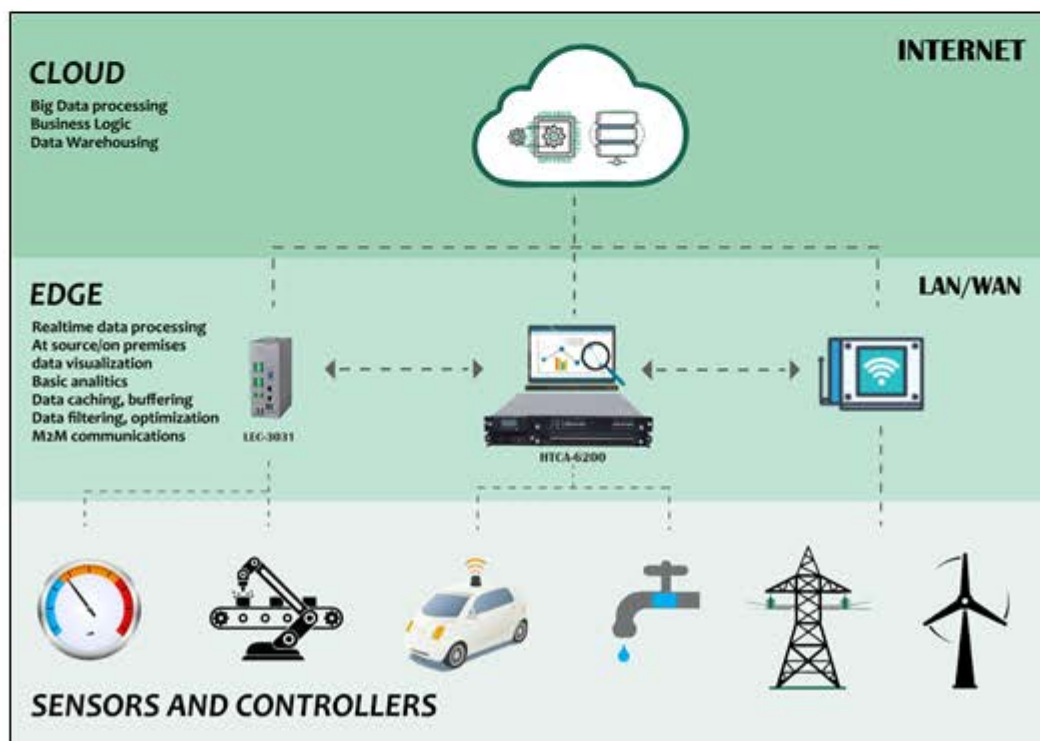 CLOUD
Big Data processing
Business Logic
Data Warehousing
INTERNET
EDGE
Realtime data processing
At source/on premises
data visualization
Basic analitics
Data caching, buffering
Data filtering, optimization
M2M communications
LAN/WAN
LEC-3031
HTCA-6200
SENSORS AND CONTROLLERS